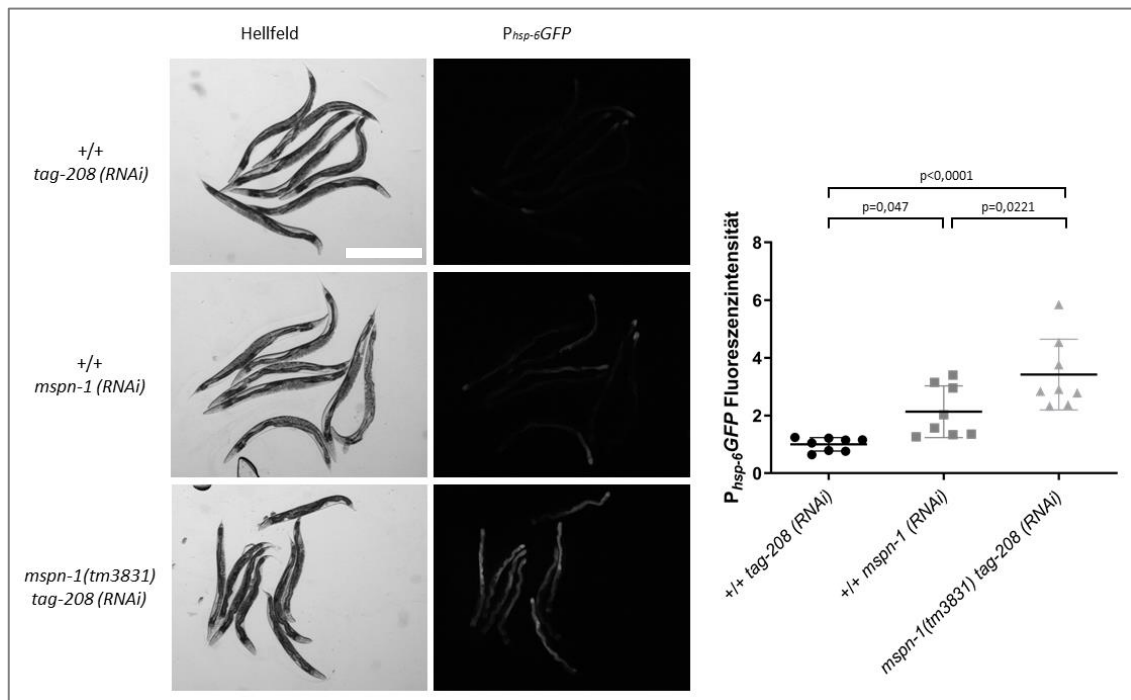 Hellfeld
Phsp-6GFP
+/+
tag-208 (RNAi)
+/+
mspn-1 (RNAi)
mspn-1(tm3831)
tag-208 (RNAi)
p<0,0001
p=0,047
p=0,0221
Phsp-6GFP Fluoreszenzintensität
8
6
4
2
0
+/+ tag-208 (RNAi)
+/+ mspn-1 (RNAi)
mspn-1(tm3831) tag-208 (RNAi)